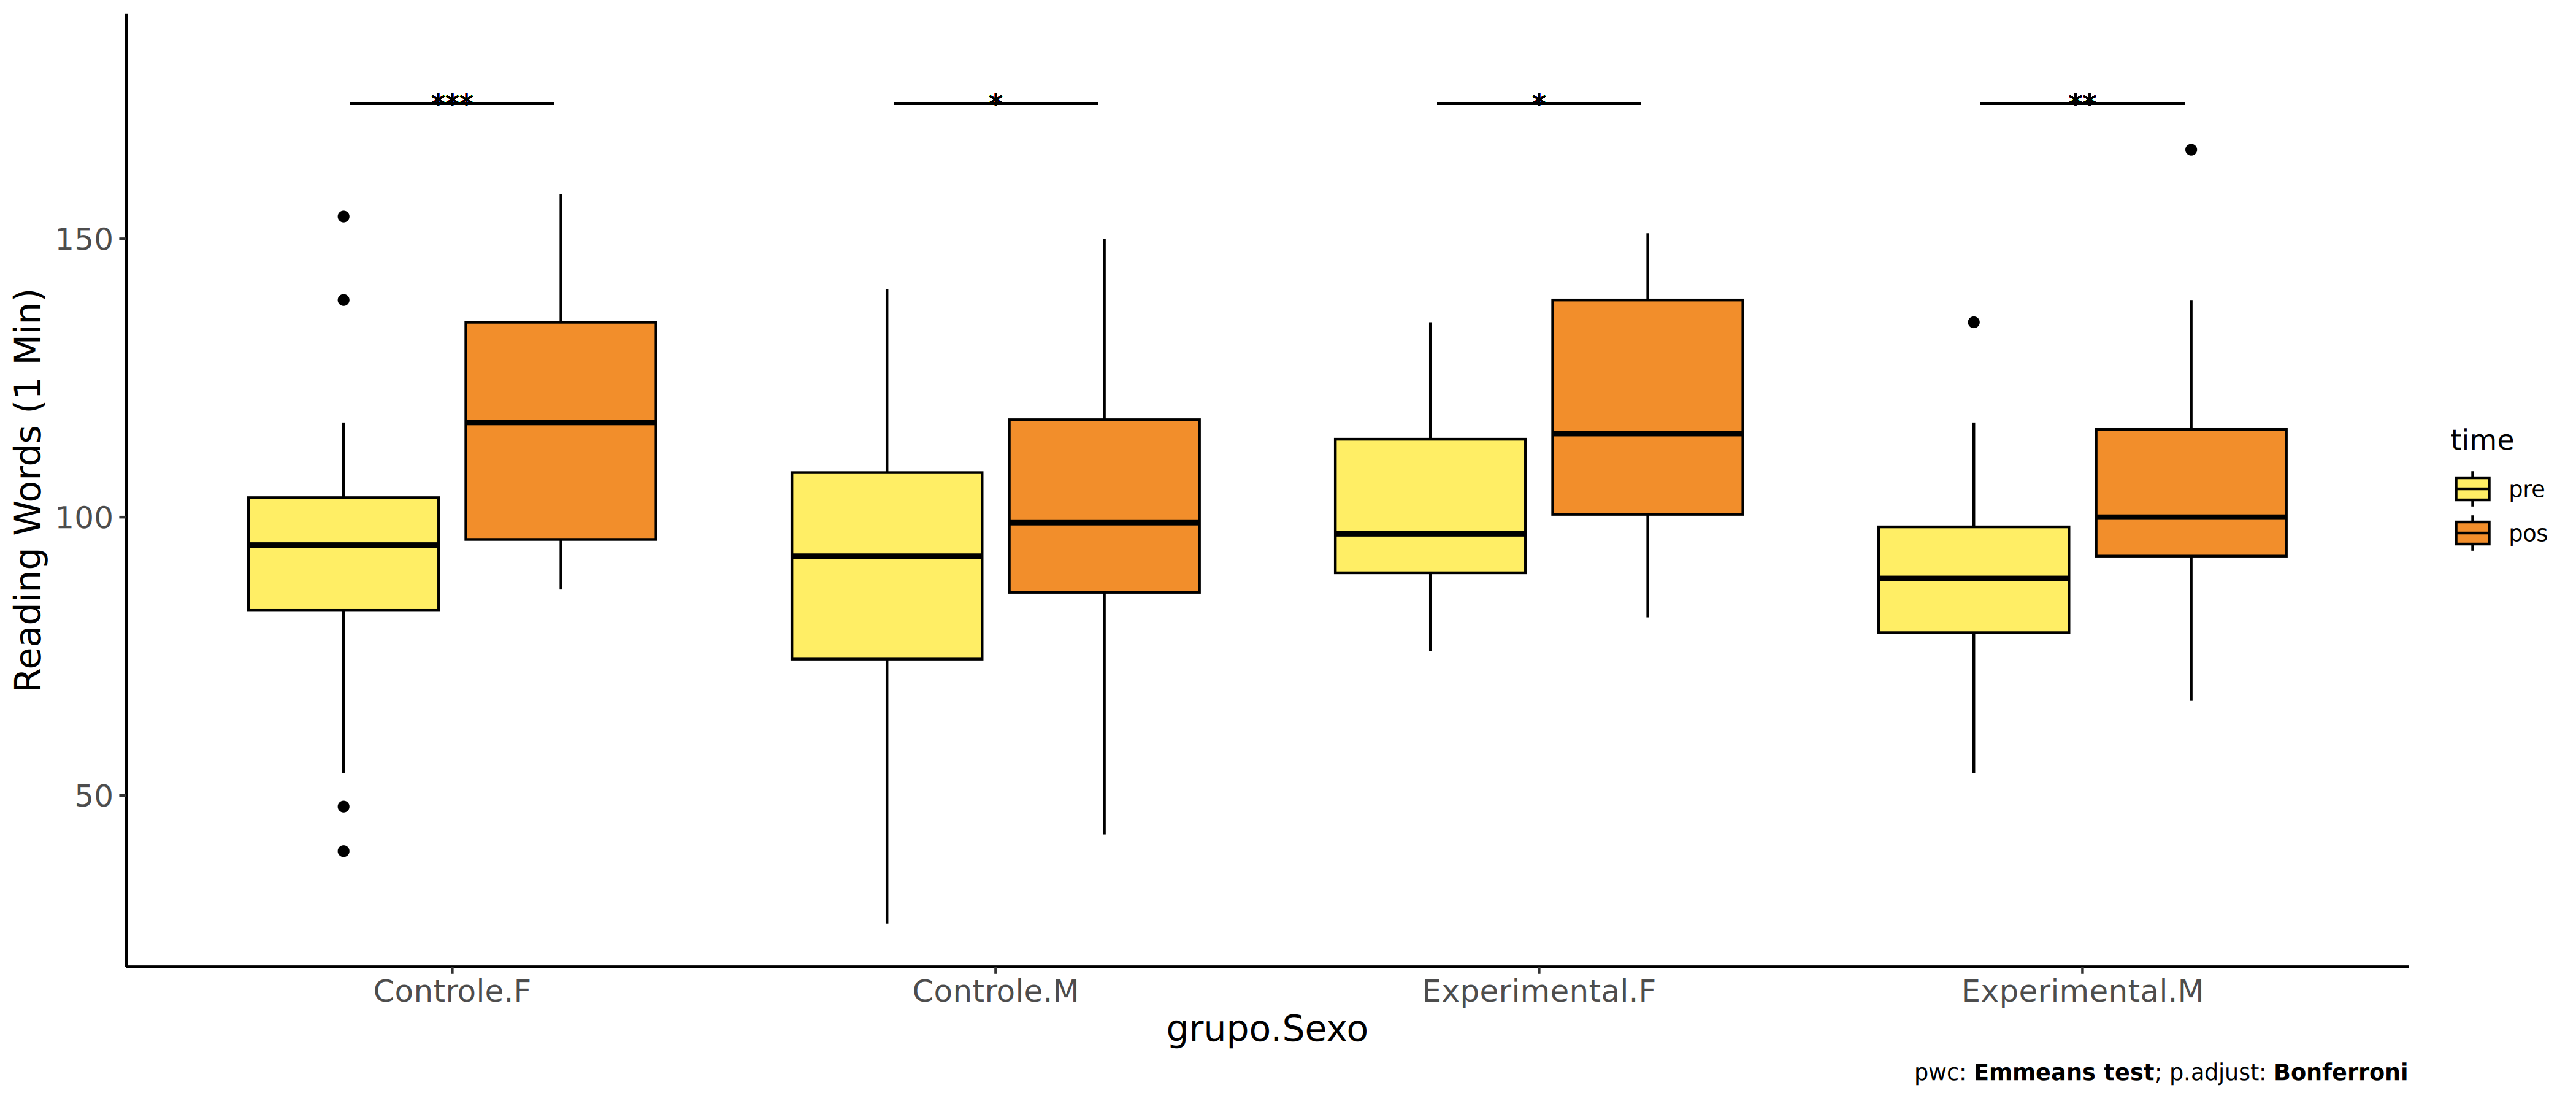 ***
*
*
**
Reading Words (1 Min)
150
100
50
time
pre
pos
Controle.F
Controle.M
Experimental.F
Experimental.M
grupo.Sexo
pwc: Emmeans test; p.adjust: Bonferroni